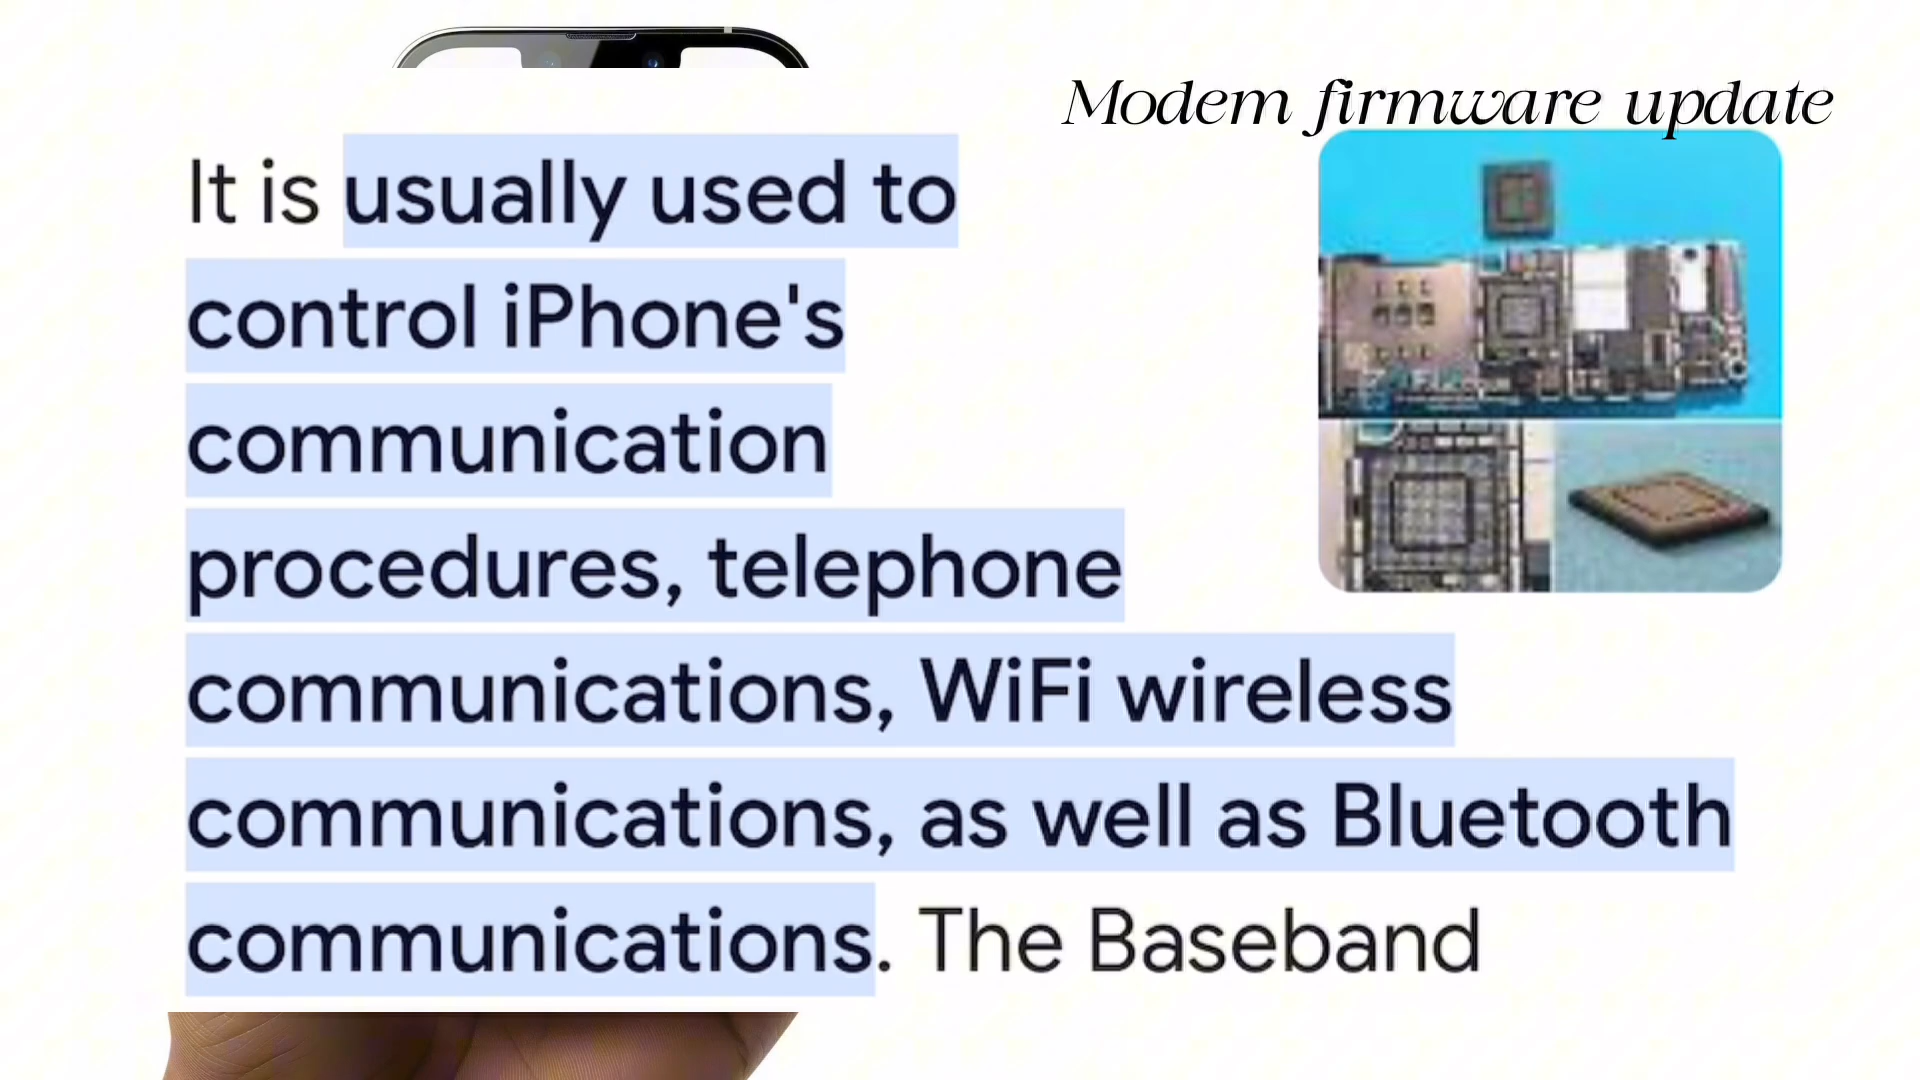 Modem firmware update
It is usually used to
control iPhone's
communication
procedures, telephone
communications, WiFi wireless
communications, as well as Bluetooth
communications. The Baseband